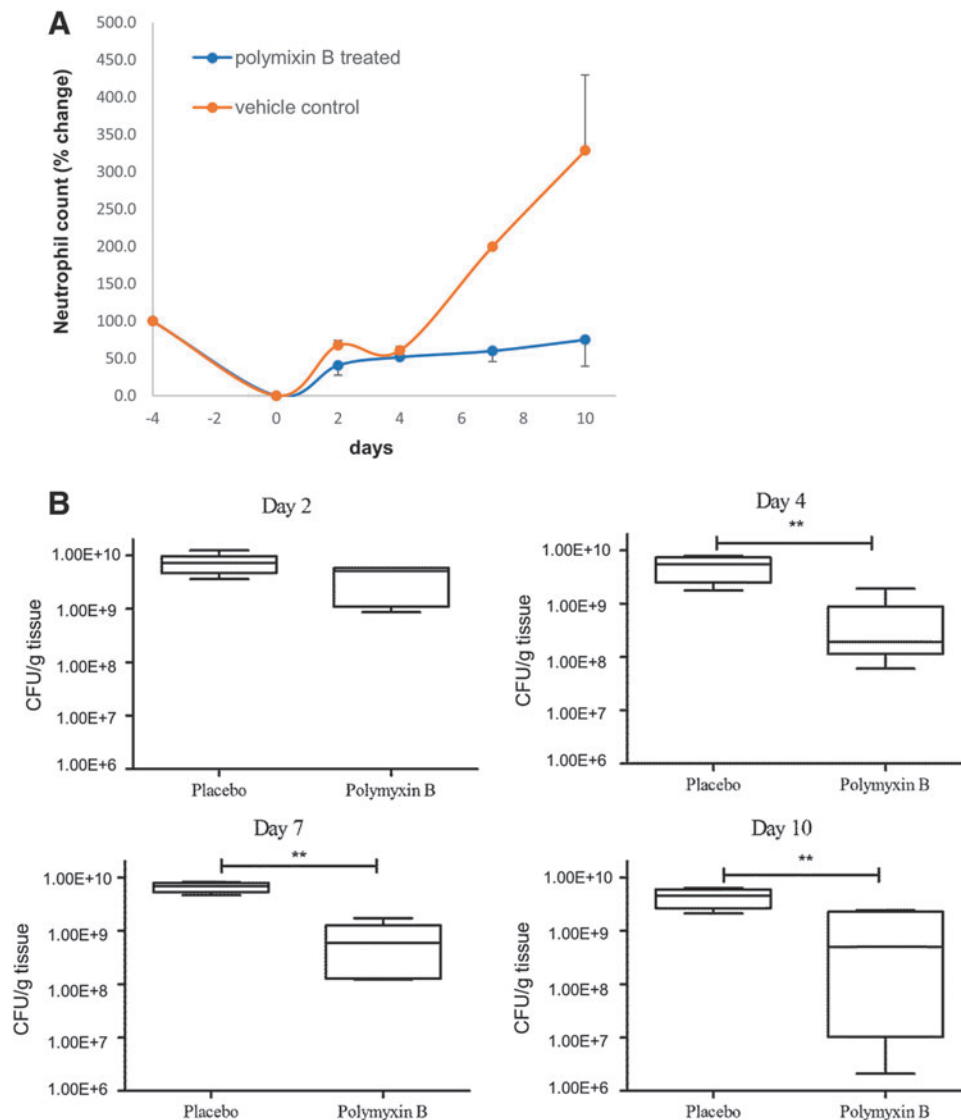 A
Neutrophil count (% change)
500.0
450.0
400.0
350.0
300.0
250.0
200.0
150.0
100.0
50.0
0.0
polymixin B treated
vehicle control
-4 -2 0 2 4 6 8 10
days
B
Day 2
CFU/g tissue
1.00E+10
1.00E+9
1.00E+8
1.00E+7
1.00E+6
Placebo Polymyxin B
Day 4
**
CFU/g tissue
1.00E+10
1.00E+9
1.00E+8
1.00E+7
1.00E+6
Placebo Polymyxin B
Day 7
**
CFU/g tissue
1.00E+10
1.00E+9
1.00E+8
1.00E+7
1.00E+6
Placebo Polymyxin B
Day 10
**
CFU/g tissue
1.00E+10
1.00E+9
1.00E+8
1.00E+7
1.00E+6
Placebo Polymyxin B